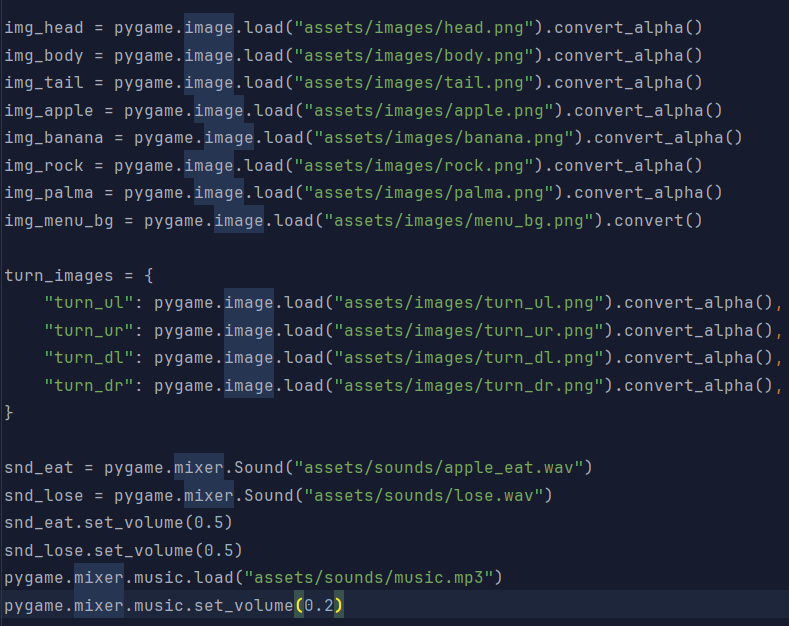 img_head = pygame.image.load("assets/images/head.png").convert_alpha()
img_body = pygame.image.load("assets/images/body.png").convert_alpha()
img_tail = pygame.image.load("assets/images/tail.png").convert_alpha()
img_apple = pygame.image.load("assets/images/apple.png").convert_alpha()
img_banana = pygame.image.load("assets/images/banana.png").convert_alpha()
img_rock = pygame.image.load("assets/images/rock.png").convert_alpha()
img_palma = pygame.image.load("assets/images/palma.png").convert_alpha()
img_menu_bg = pygame.image.load("assets/images/menu_bg.png").convert()

turn_images = {
    "turn_ul": pygame.image.load("assets/images/turn_ul.png").convert_alpha(),
    "turn_ur": pygame.image.load("assets/images/turn_ur.png").convert_alpha(),
    "turn_dl": pygame.image.load("assets/images/turn_dl.png").convert_alpha(),
    "turn_dr": pygame.image.load("assets/images/turn_dr.png").convert_alpha(),
}

snd_eat = pygame.mixer.Sound("assets/sounds/apple_eat.wav")
snd_lose = pygame.mixer.Sound("assets/sounds/lose.wav")
snd_eat.set_volume(0.5)
snd_lose.set_volume(0.5)
pygame.mixer.music.load("assets/sounds/music.mp3")
pygame.mixer.music.set_volume(0.2)